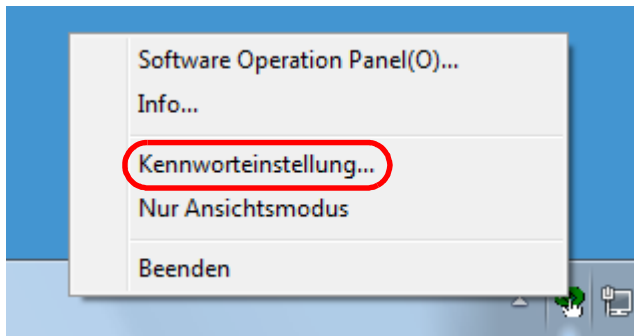 Software Operation Panel(O)...
Info...
Kennworteinstellung...
Nur Ansichtsmodus
Beenden